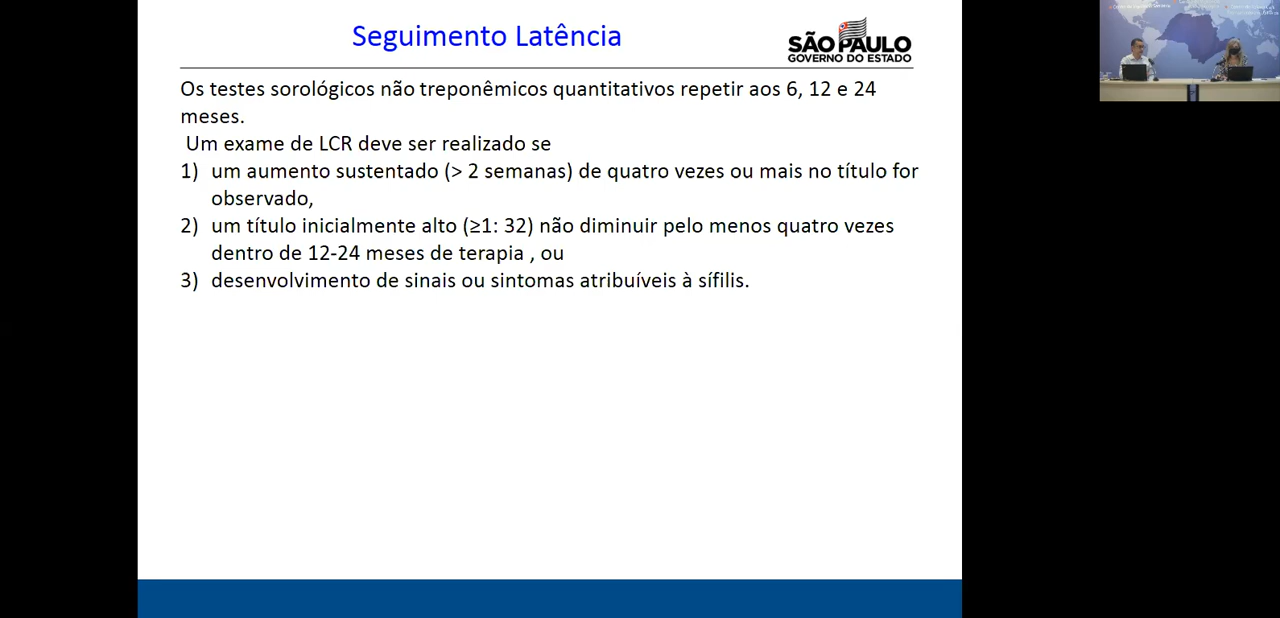 Seguimento Latência
SÃO PAULO
GOVERNO DO ESTADO
Os testes sorológicos não treponêmicos quantitativos repetir aos 6, 12 e 24
meses.
Um exame de LCR deve ser realizado se
1) um aumento sustentado (> 2 semanas) de quatro vezes ou mais no título for
observado,
2) um título inicialmente alto (≥1: 32) não diminuir pelo menos quatro vezes
dentro de 12-24 meses de terapia , ou
3) desenvolvimento de sinais ou sintomas atribuíveis à sífilis.